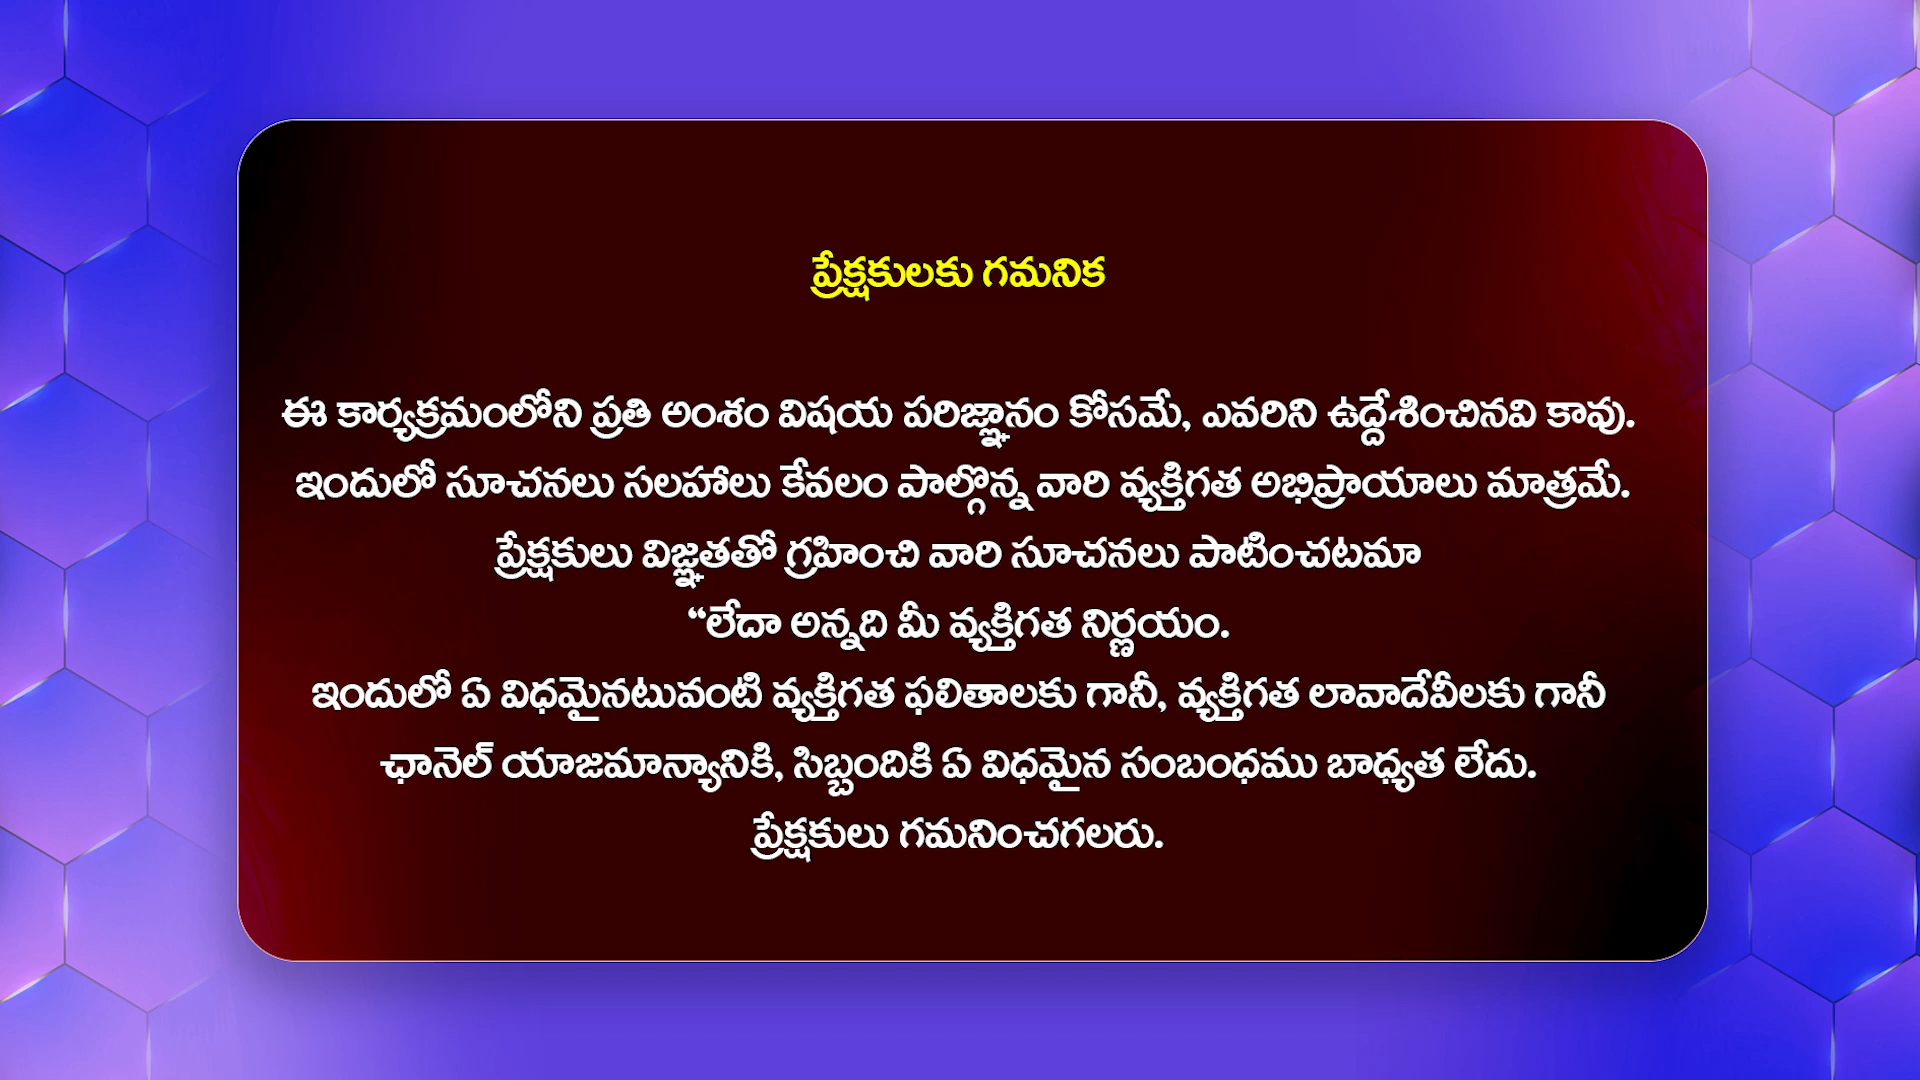 ప్రేక్షకులకు గమనిక
ఈ కార్యక్రమంలోని ప్రతి అంశం విషయ పరిజ్ఞానం కోసమే, ఎవరిని ఉద్దేశించినవి కావు.
ఇందులో సూచనలు సలహాలు కేవలం పాల్గొన్న వారి వ్యక్తిగత అభిప్రాయాలు మాత్రమే.
ప్రేక్షకులు విజ్ఞతతో గ్రహించి వారి సూచనలు పాటించటమా
“లేదా అన్నది మీ వ్యక్తిగత నిర్ణయం.
ఇందులో ఏ విధమైనటువంటి వ్యక్తిగత ఫలితాలకు గానీ, వ్యక్తిగత లావాదేవీలకు గానీ
ఛానెల్ యాజమాన్యానికి, సిబ్బందికి ఏ విధమైన సంబంధము బాధ్యత లేదు.
ప్రేక్షకులు గమనించగలరు.